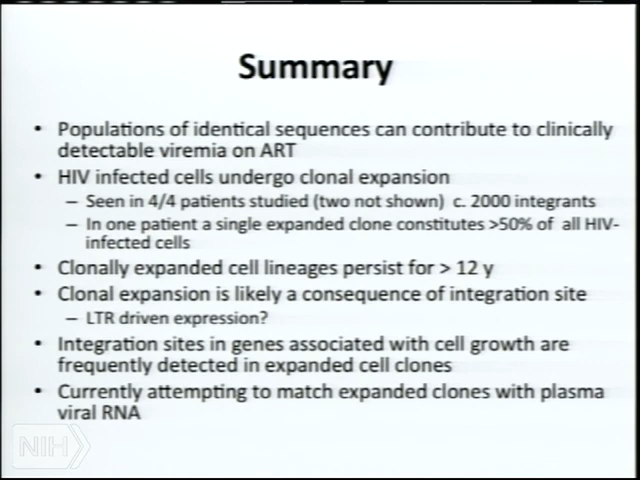 Summary
• Populations of identical sequences can contribute to clinically
detectable viremia on ART
• HIV infected cells undergo clonal expansion
– Seen in 4/4 patients studied (two not shown) c. 2000 integrants
– In one patient a single expanded clone constitutes >50% of all HIV-
infected cells
• Clonally expanded cell lineages persist for > 12 y
• Clonal expansion is likely a consequence of integration site
– LTR driven expression?
• Integration sites in genes associated with cell growth are
frequently detected in expanded cell clones
• Currently attempting to match expanded clones with plasma
viral RNA
NIH